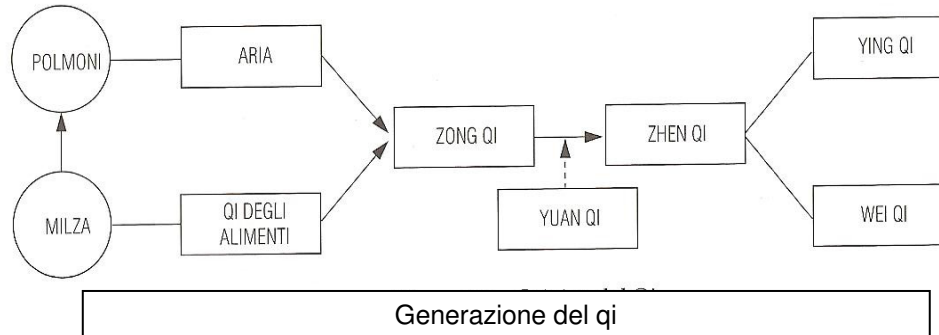 POLMONI
ARIA
YING QI
ZONG QI
ZHEN QI
MILZA
QI DEGLI
ALIMENTI
YUAN QI
WEI QI
Generazione del qi